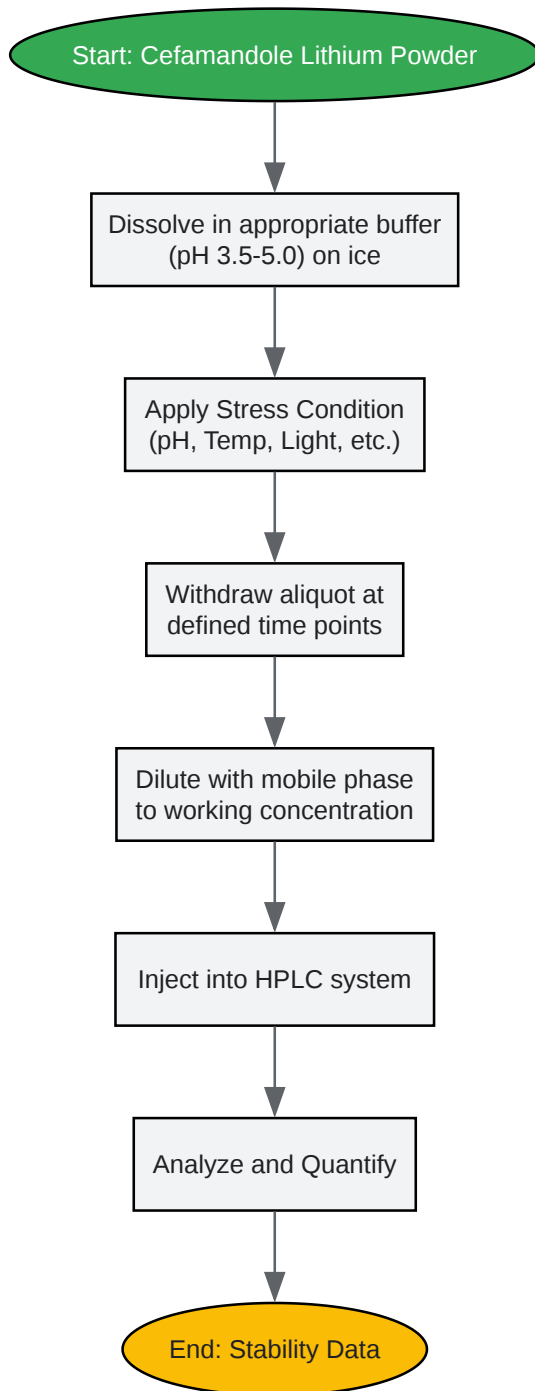 Start: Cefamandole Lithium Powder
Dissolve in appropriate buffer
(pH 3.5-5.0) on ice
Apply Stress Condition
(pH, Temp, Light, etc.)
Withdraw aliquot at
defined time points
Dilute with mobile phase
to working concentration
Inject into HPLC system
Analyze and Quantify
End: Stability Data